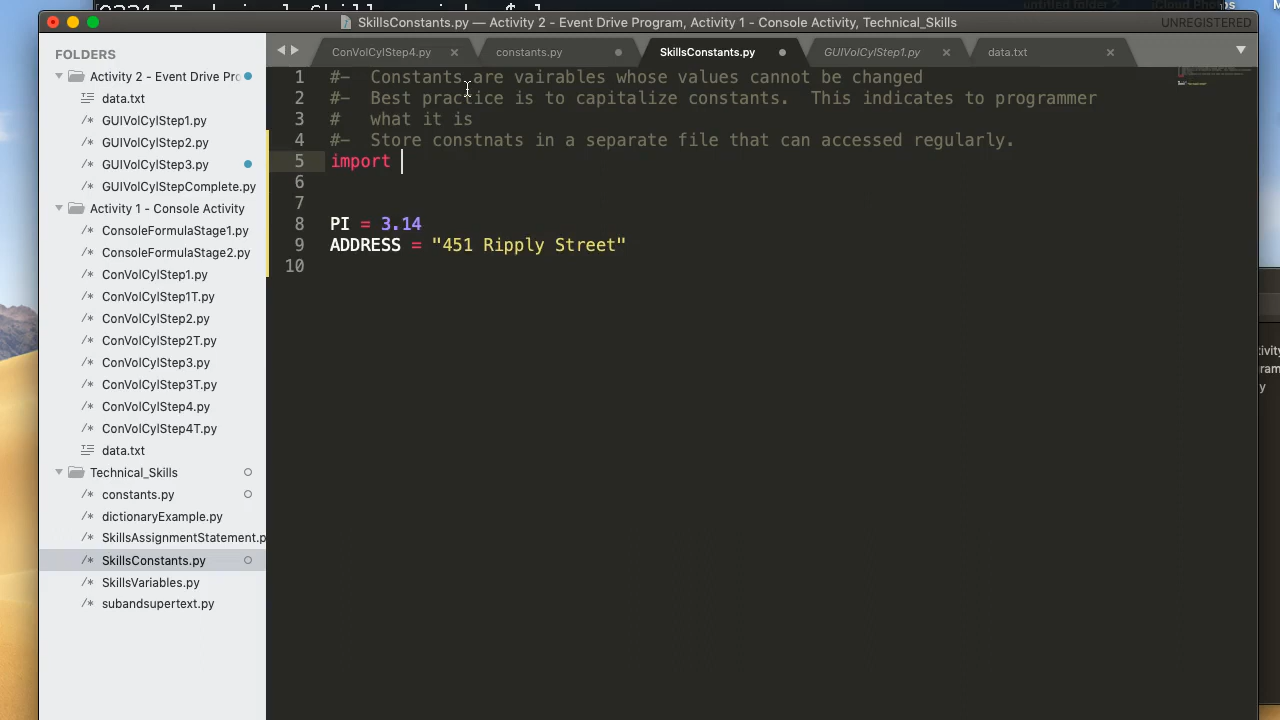 SkillsConstants.py — Activity 2 - Event Drive Program, Activity 1 - Console Activity, Technical_Skills
UNREGISTERED
FOLDERS
Activity 2 - Event Drive Prc
data.txt
GUIVolCylStep1.py
GUIVolCylStep2.py
GUIVolCylStep3.py
GUIVolCylStepComplete.py
Activity 1 - Console Activity
ConsoleFormulaStage1.py
ConsoleFormulaStage2.py
ConVolCylStep1.py
ConVolCylStep1T.py
ConVolCylStep2.py
ConVolCylStep2T.py
ConVolCylStep3.py
ConVolCylStep3T.py
ConVolCylStep4.py
ConVolCylStep4T.py
data.txt
Technical_Skills
constants.py
dictionaryExample.py
SkillsAssignmentStatement.p
SkillsConstants.py
SkillsVariables.py
subandsupertext.py
ConVolCylStep4.py
constants.py
SkillsConstants.py
GUIVolCylStep1.py
data.txt
1 #-  Constants are vairables whose values cannot be changed
2 #-  Best practice is to capitalize constants.  This indicates to programmer
3 #   what it is
4 #-  Store constnats in a separate file that can accessed regularly.
5 import
6
7
8 PI = 3.14
9 ADDRESS = "451 Ripply Street"
10